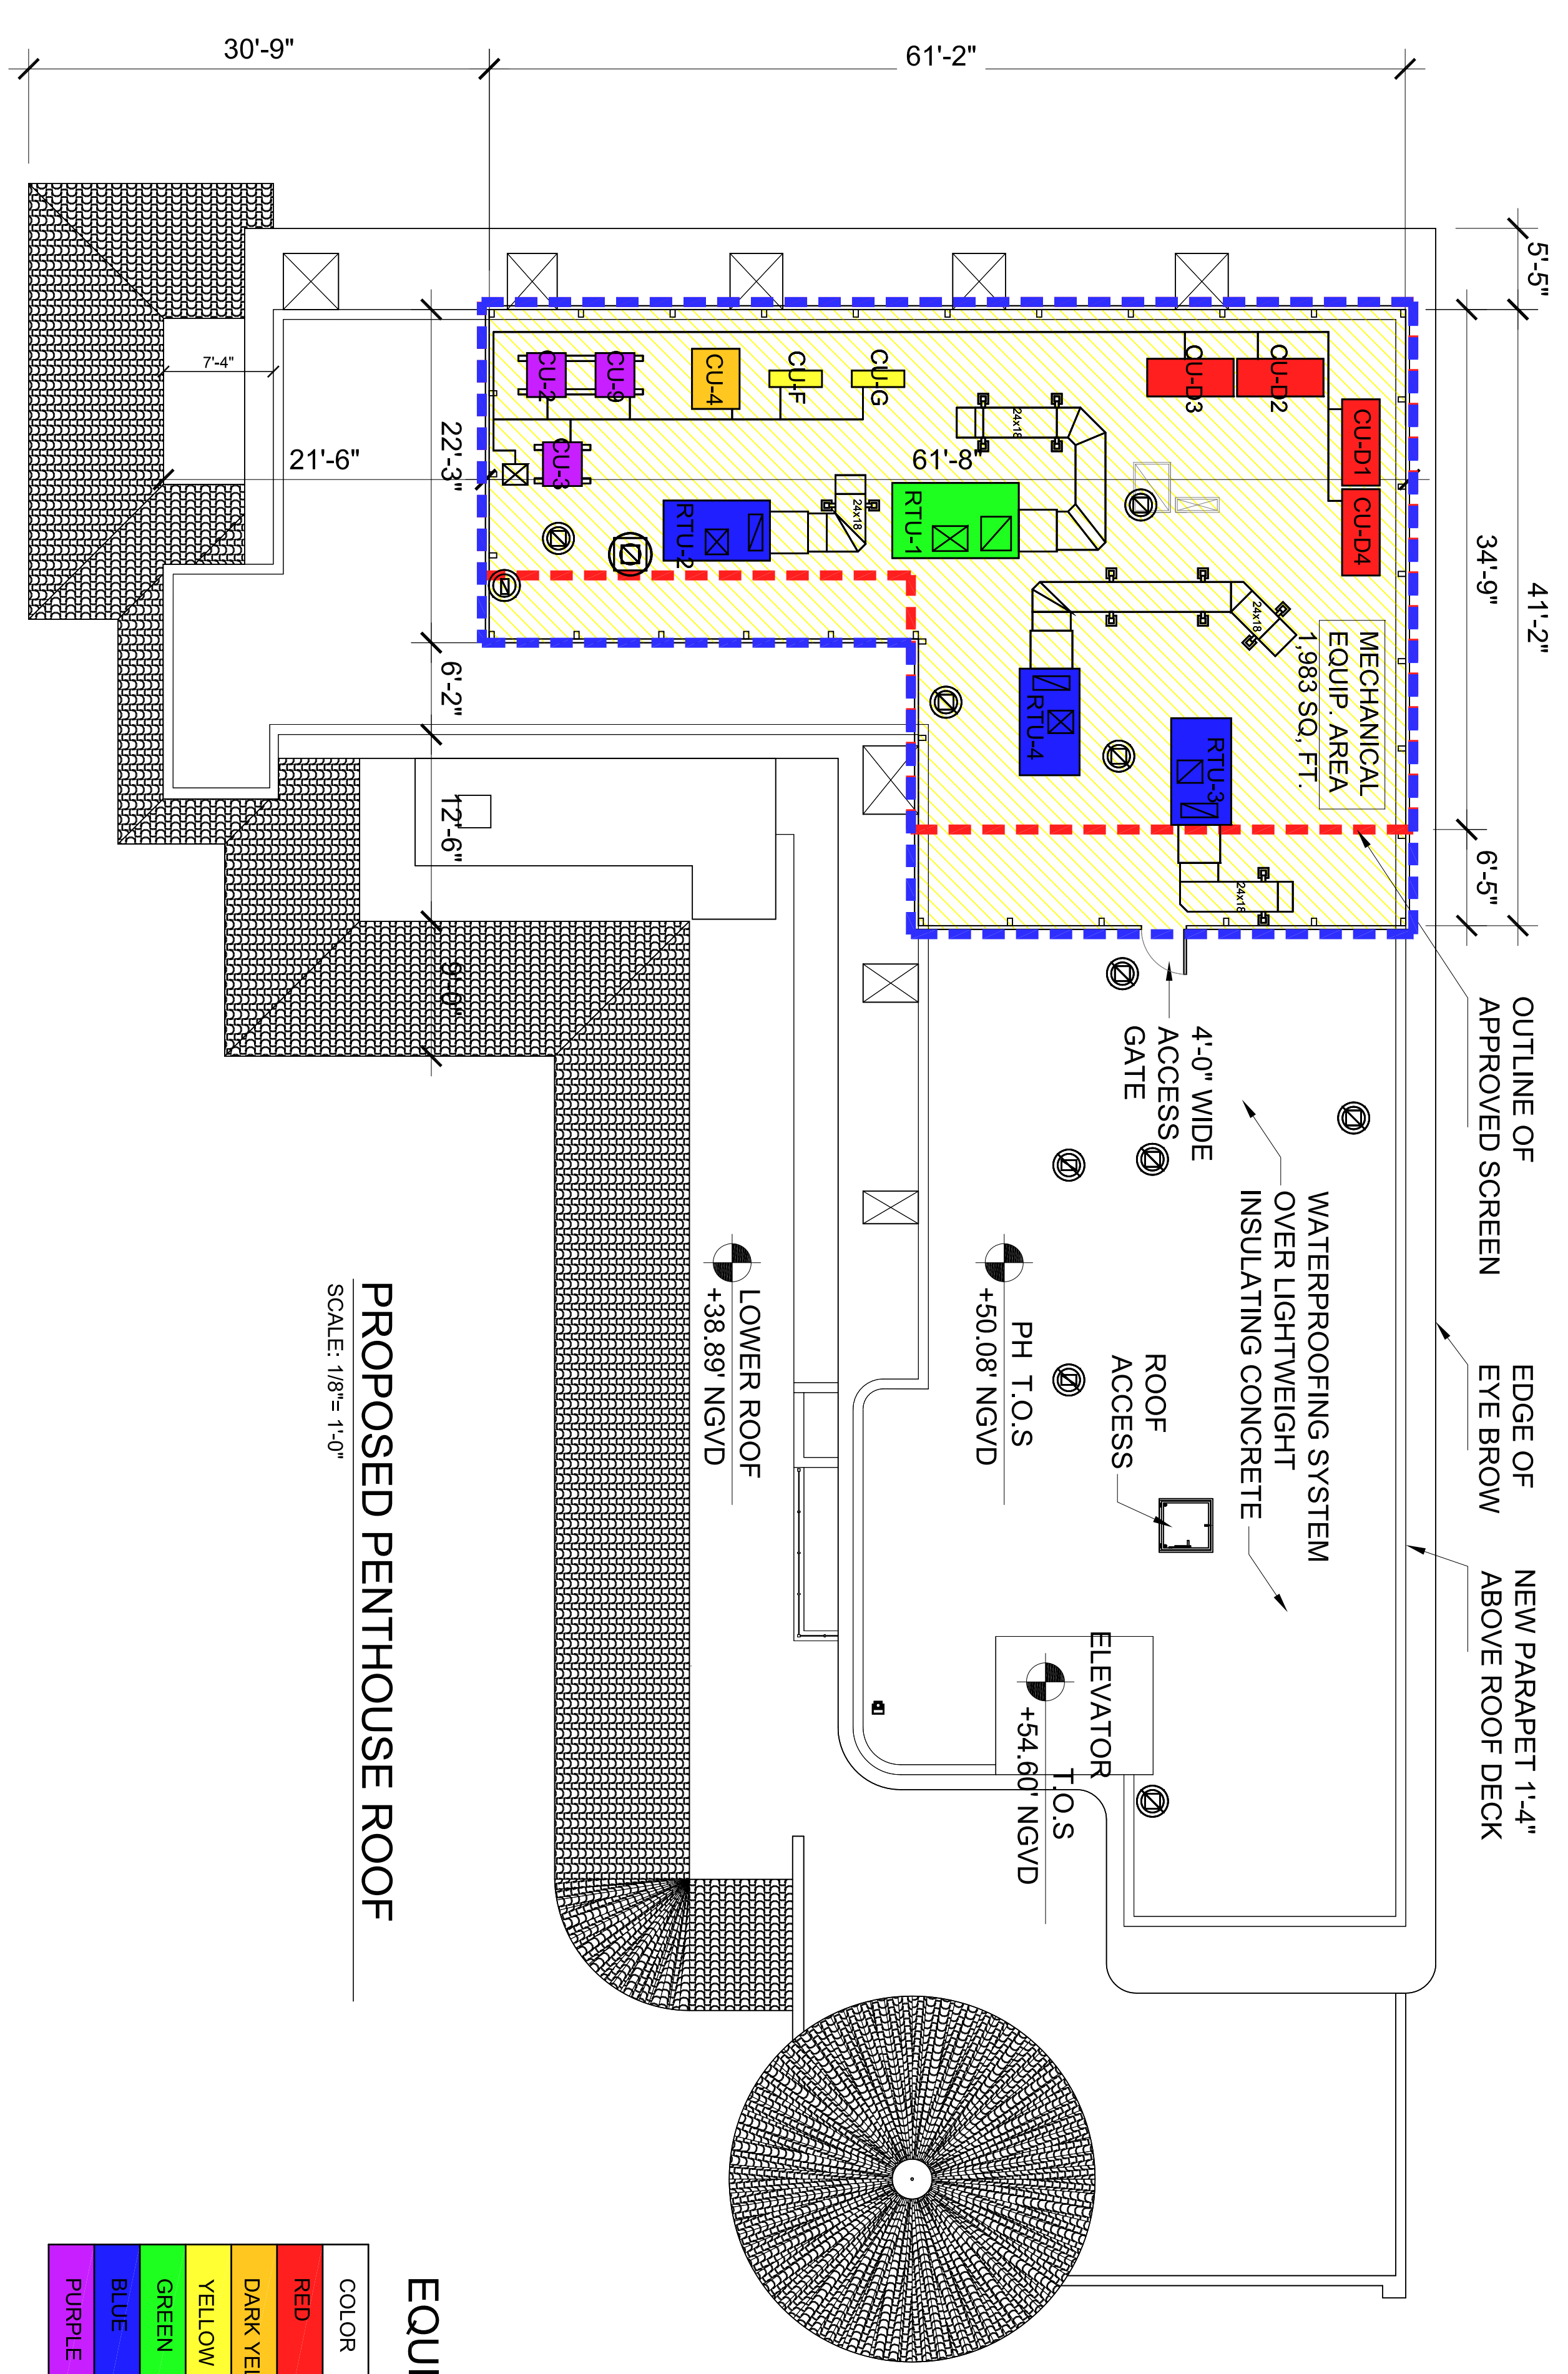 30'-9"
61'-2"
5'-5"
41'-2"
34'-9"
6'-5"
7'-4"
21'-6"
22'-3"
61'-8"
6'-2"
12'-6"
9'-0"
CU-2
CU-9
CU-4
CU-F
CU-G
CU-D3
CU-D2
CU-D1
CU-D4
CU-3
RTU-2
RTU-1
RTU-4
RTU-3
24x18
24x18
24x18
24x18
MECHANICAL
EQUIP. AREA
1,983 SQ, FT.
OUTLINE OF
APPROVED SCREEN
EDGE OF
EYE BROW
NEW PARAPET 1'-4"
ABOVE ROOF DECK
4'-0" WIDE
ACCESS
GATE
WATERPROOFING SYSTEM
OVER LIGHTWEIGHT
INSULATING CONCRETE
ROOF
ACCESS
PH T.O.S
+50.08' NGVD
LOWER ROOF
+38.89' NGVD
ELEVATOR
T.O.S
+54.60' NGVD
PROPOSED PENTHOUSE ROOF
SCALE: 1/8"= 1'-0"
EQUI
COLOR
RED
DARK YEL
YELLOW
GREEN
BLUE
PURPLE